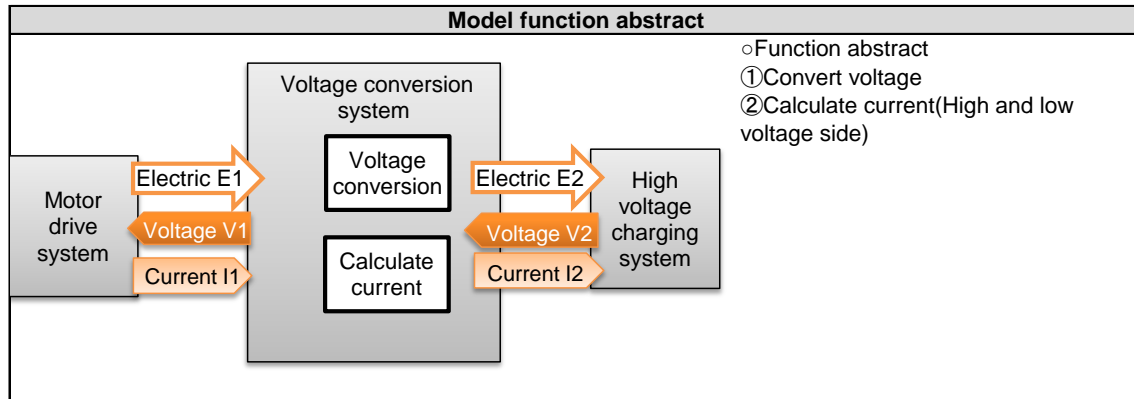 Model function abstract
○Function abstract
①Convert voltage
②Calculate current(High and low
voltage side)
Voltage conversion
system
Voltage
conversion
Calculate
current
Motor
drive
system
Electric E1
Voltage V1
Current I1
Electric E2
Voltage V2
Current I2
High
voltage
charging
system